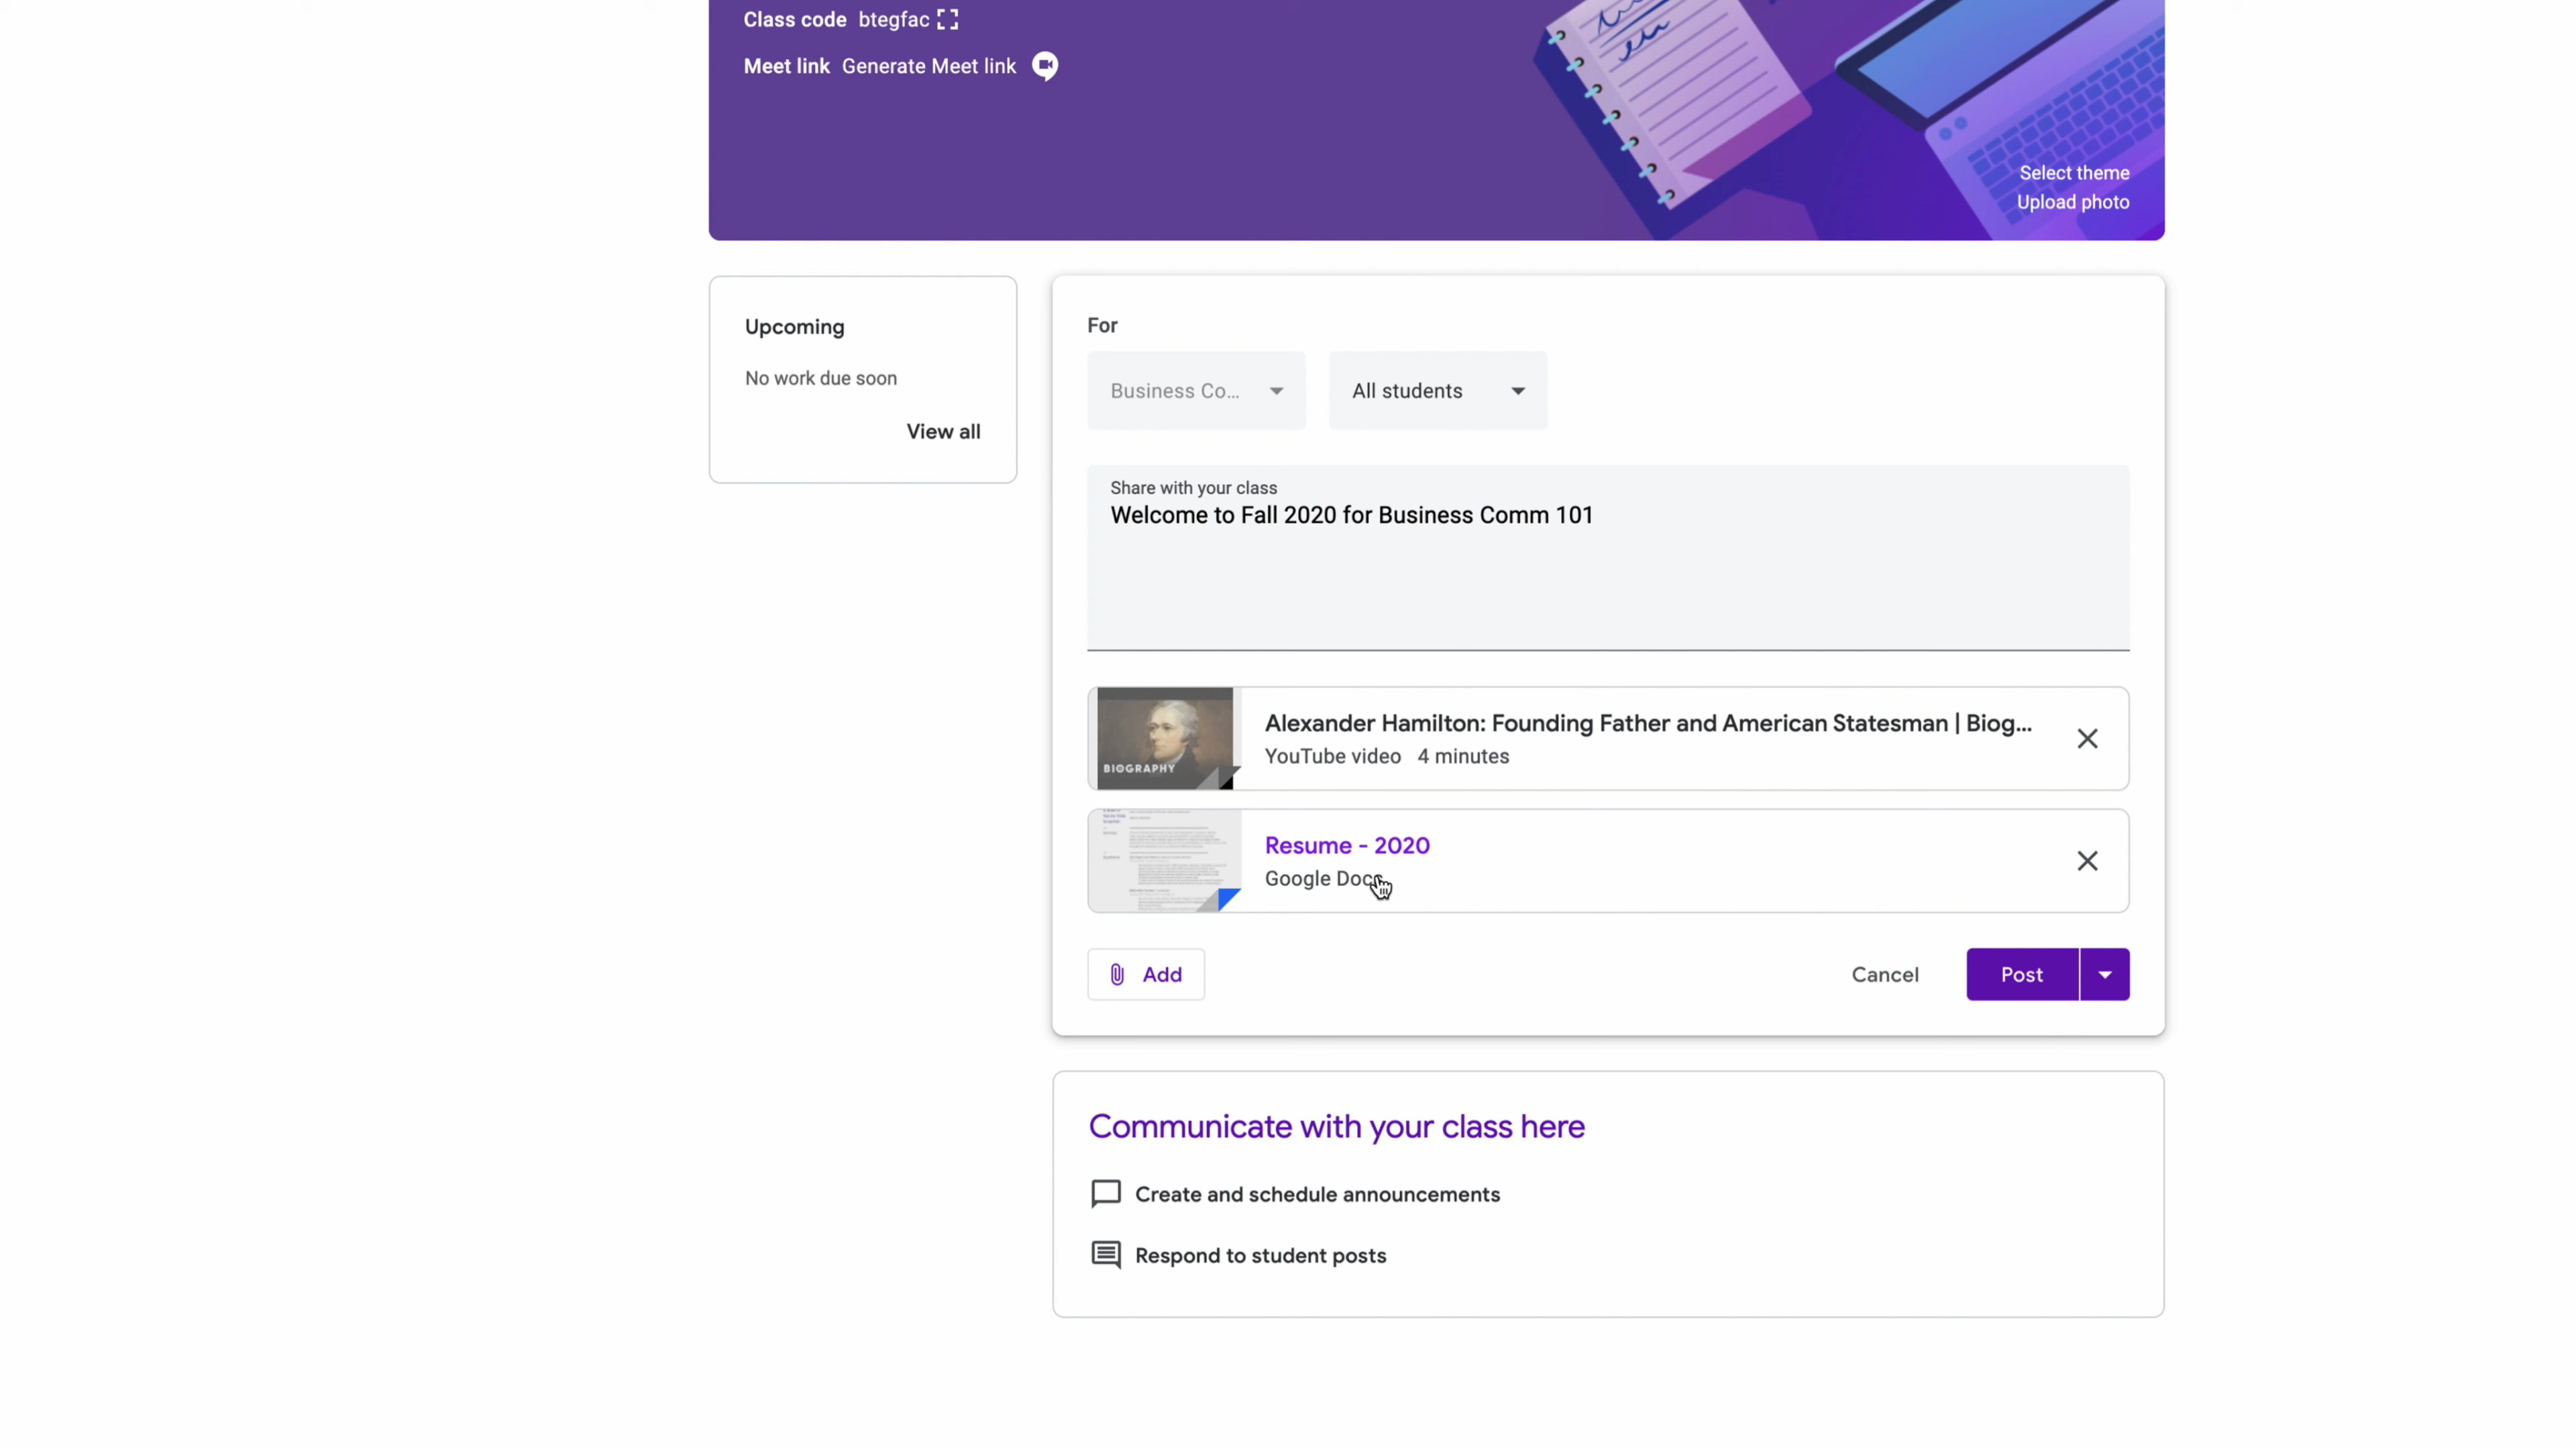 Class code btegfac
Meet link Generate Meet link
Select theme
Upload photo
Upcoming
No work due soon
View all
For
Business Co...
All students
Share with your class
Welcome to Fall 2020 for Business Comm 101
BIOGRAPHY
Alexander Hamilton: Founding Father and American Statesman | Biog...
YouTube video 4 minutes
Resume - 2020
Google Docs
Add
Cancel
Post
Communicate with your class here
Create and schedule announcements
Respond to student posts